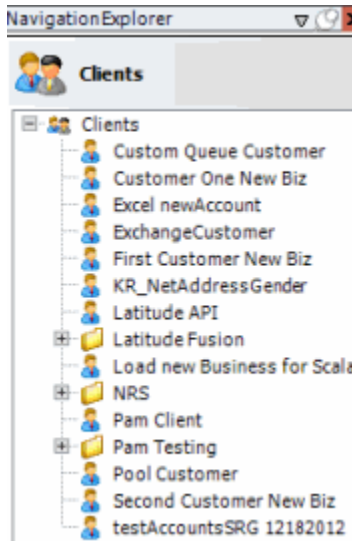 NavigationExplorer
Clients
Clients
Custom Queue Customer
Customer One New Biz
Excel newAccount
ExchangeCustomer
First Customer New Biz
KR_NetAddressGender
Latitude API
Latitude Fusion
Load new Business for Scala
NRS
Pam Client
Pam Testing
Pool Customer
Second Customer New Biz
testAccountsSRG 12182012